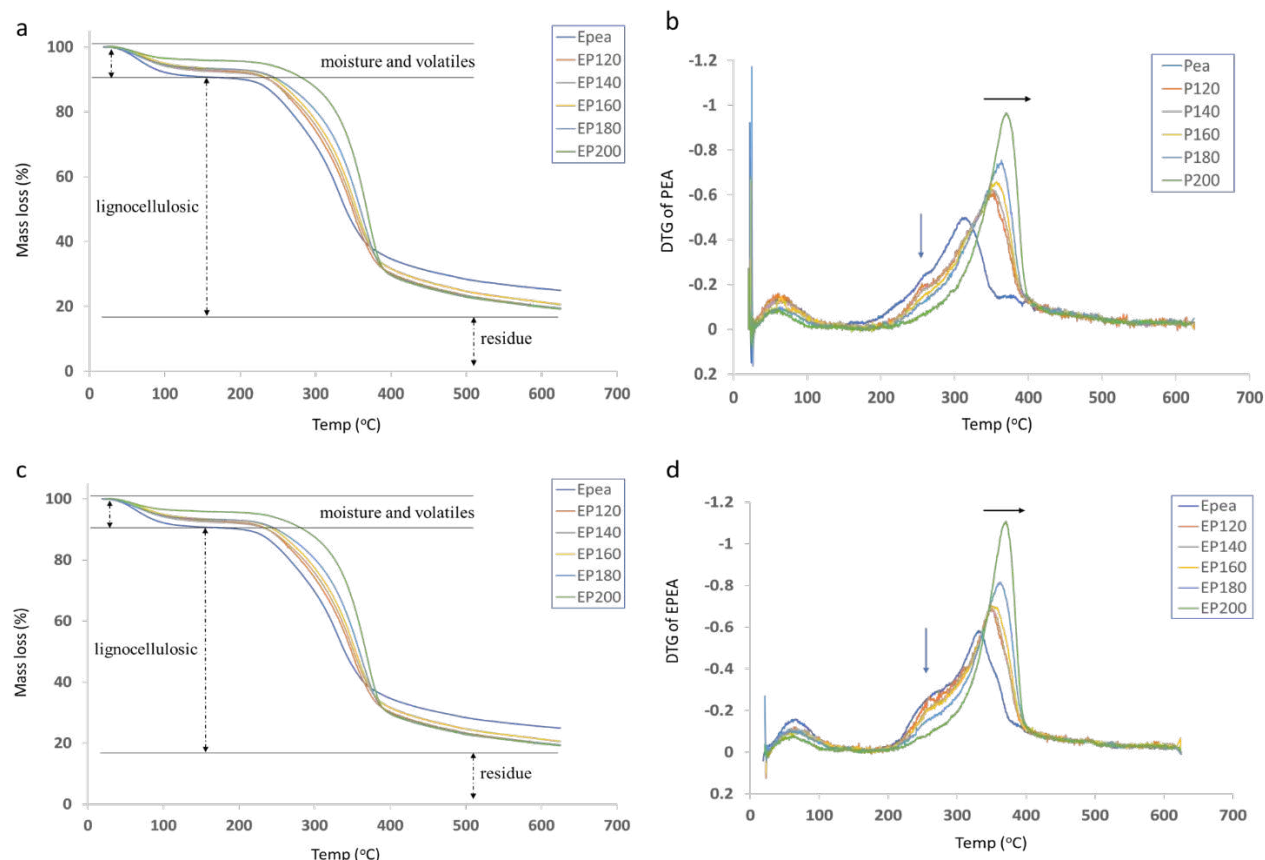 a
100
80
60
40
20
0
Mass loss (%)
moisture and volatiles
lignocellulosic
residue
Epea
EP120
EP140
EP160
EP180
EP200
0 100 200 300 400 500 600 700
Temp (°C)
b
-1.2
-1
-0.8
-0.6
-0.4
-0.2
0
0.2
DTG of PEA
Pea
P120
P140
P160
P180
P200
0 100 200 300 400 500 600 700
Temp (°C)
c
100
80
60
40
20
0
Mass loss (%)
moisture and volatiles
lignocellulosic
residue
Epea
EP120
EP140
EP160
EP180
EP200
0 100 200 300 400 500 600 700
Temp (°C)
d
-1.2
-1
-0.8
-0.6
-0.4
-0.2
0
0.2
DTG of EPEA
Epea
EP120
EP140
EP160
EP180
EP200
0 100 200 300 400 500 600 700
Temp (°C)